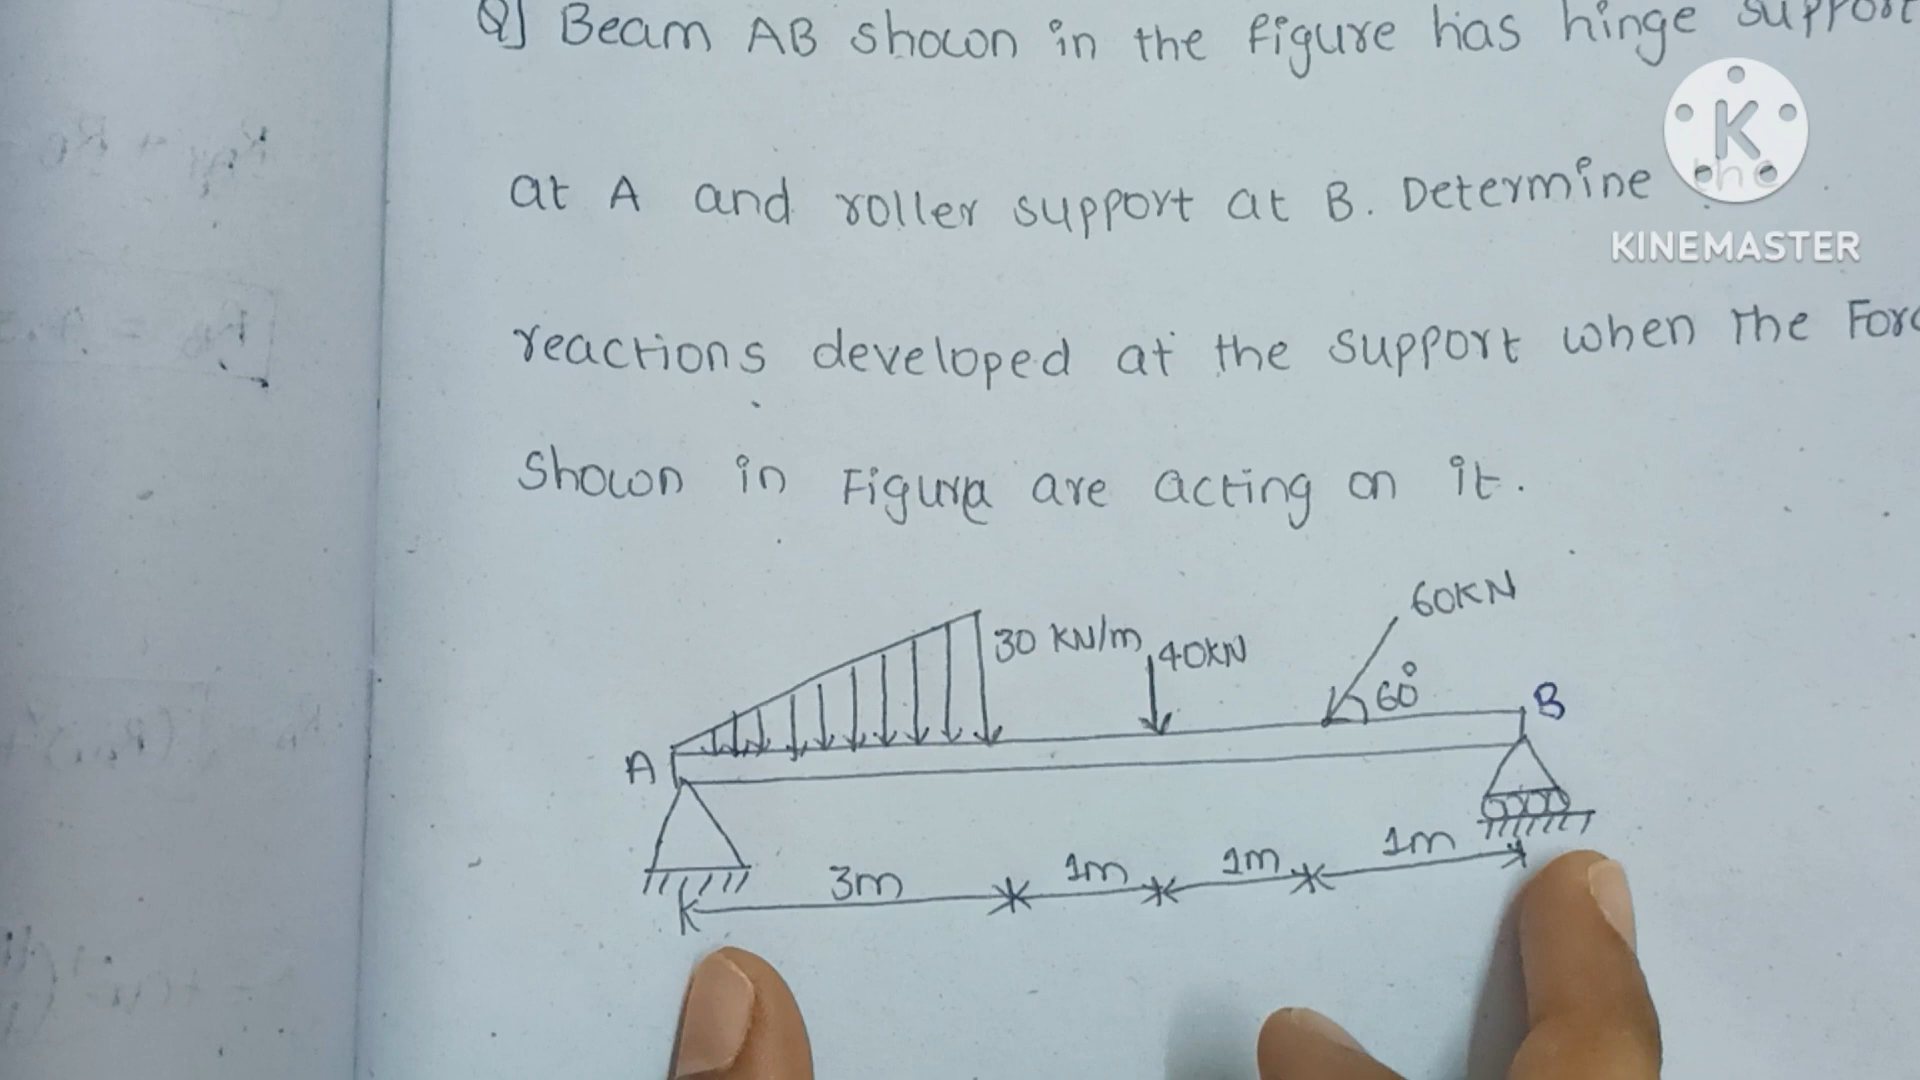 Q] Beam AB shown in the figure has hinge support
K
at A and roller support at B. Determine the
KINEMASTER
reactions developed at the support when the Forc
shown in Figure are acting on it.
60KN
30 KN/m
40KN
60°
A
B
3m
1m
1m
1m